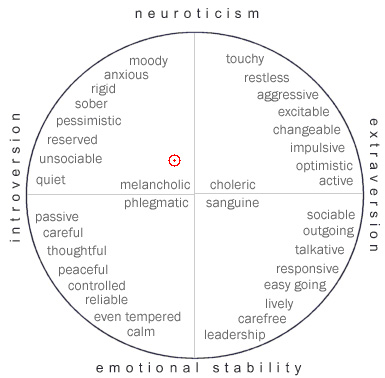 neuroticism
moody
touchy
anxious
restless
rigid
aggressive
sober
excitable
pessimistic
changeable
reserved
impulsive
unsociable
optimistic
quiet
active
melancholic choleric
introversion
extraversion
phlegmatic sanguine
passive
sociable
careful
outgoing
thoughtful
talkative
peaceful
responsive
controlled
easy going
reliable
lively
even tempered
carefree
calm
leadership
emotional stability